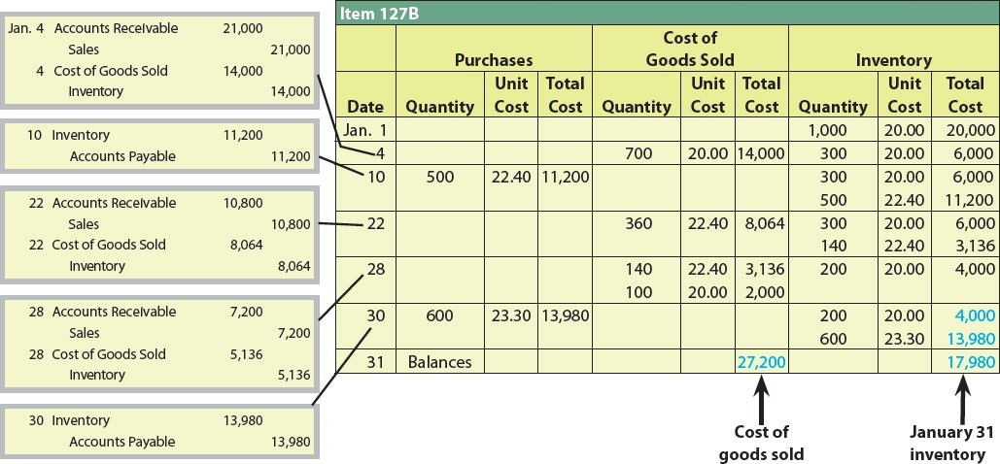 Jan. 4 Accounts Receivable 21,000
Sales 21,000
4 Cost of Goods Sold 14,000
Inventory 14,000
10 Inventory 11,200
Accounts Payable 11,200
22 Accounts Receivable 10,800
Sales 10,800
22 Cost of Goods Sold 8,064
Inventory 8,064
28 Accounts Receivable 7,200
Sales 7,200
28 Cost of Goods Sold 5,136
Inventory 5,136
30 Inventory 13,980
Accounts Payable 13,980
Item 127B
Purchases Cost of Goods Sold Inventory
Date Quantity Unit Cost Total Cost Quantity Unit Cost Total Cost Quantity Unit Cost Total Cost
Jan. 1 1,000 20.00 20,000
4 700 20.00 14,000 300 20.00 6,000
10 500 22.40 11,200 300 20.00 6,000
500 22.40 11,200
22 360 22.40 8,064 300 20.00 6,000
140 22.40 3,136
28 140 22.40 3,136 200 20.00 4,000
100 20.00 2,000
30 600 23.30 13,980 200 20.00 4,000
600 23.30 13,980
31 Balances 27,200 17,980
Cost of goods sold
January 31 inventory